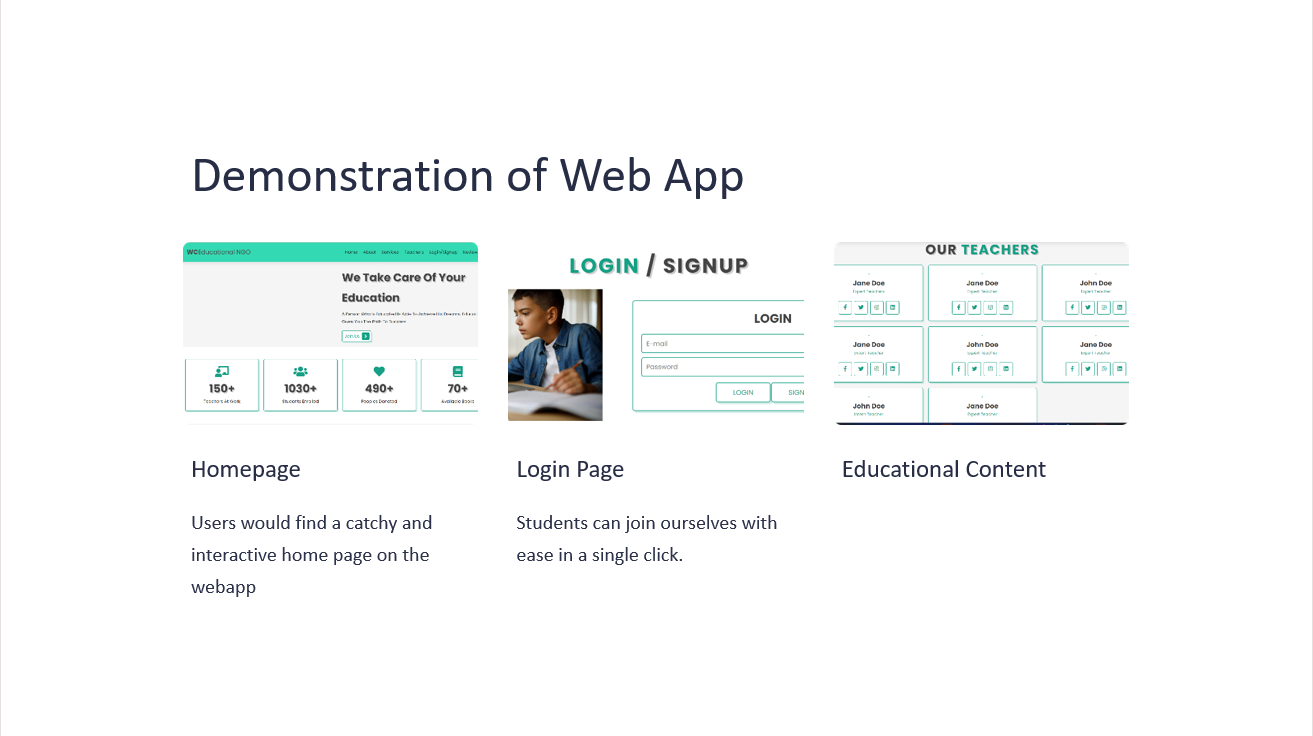 Demonstration of Web App
WCEducational NGO
Home About Services Teachers Login/Signup Review
We Take Care Of Your
Education
A Person Who Is Educated Is Able To Achieve His Dreams. Educa
Gives You The Path To Success
Join Us
150+
1030+
490+
70+
Teachers At Goals
Students Enrolled
Peoples Donated
Available Books
LOGIN / SIGNUP
LOGIN
E-mail
Password
LOGIN
SIGN
OUR TEACHERS
Jane Doe
Jane Doe
John Doe
Expert Teacher
Expert Teacher
Expert Teacher
John Doe
John Doe
Jane Doe
Expert Teacher
Expert Teacher
Expert Teacher
John Doe
Jane Doe
Expert Teacher
Expert Teacher
Homepage
Login Page
Educational Content
Users would find a catchy and
interactive home page on the
webapp
Students can join ourselves with
ease in a single click.